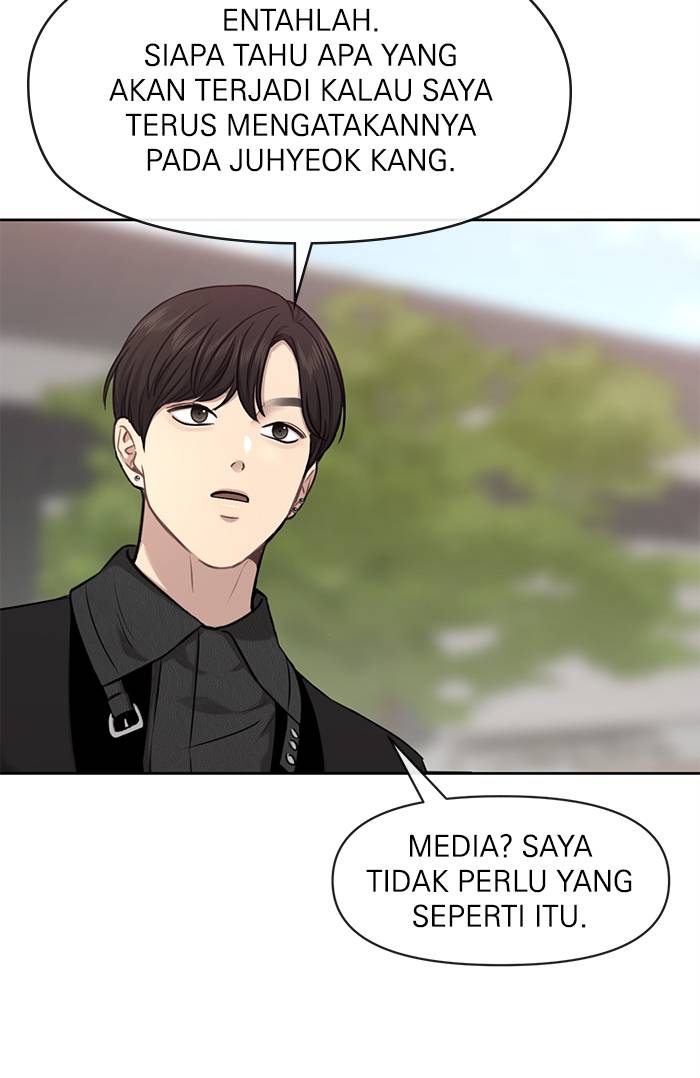 ENTAHLAH.
SIAPA TAHU APA YANG
AKAN TERJADI KALAU SAYA
TERUS MENGATAKANNYA
PADA JUHYEOK KANG.
MEDIA? SAYA
TIDAK PERLU YANG
SEPERTI ITU.